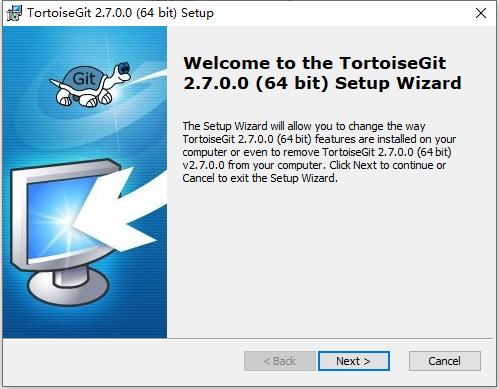 TortoiseGit 2.7.0.0 (64 bit) Setup
Git
Welcome to the TortoiseGit
2.7.0.0 (64 bit) Setup Wizard
The Setup Wizard will allow you to change the way
TortoiseGit 2.7.0.0 (64 bit) features are installed on your
computer or even to remove TortoiseGit 2.7.0.0 (64 bit)
v2.7.0.0 from your computer. Click Next to continue or
Cancel to exit the Setup Wizard.
< Back
Next >
Cancel